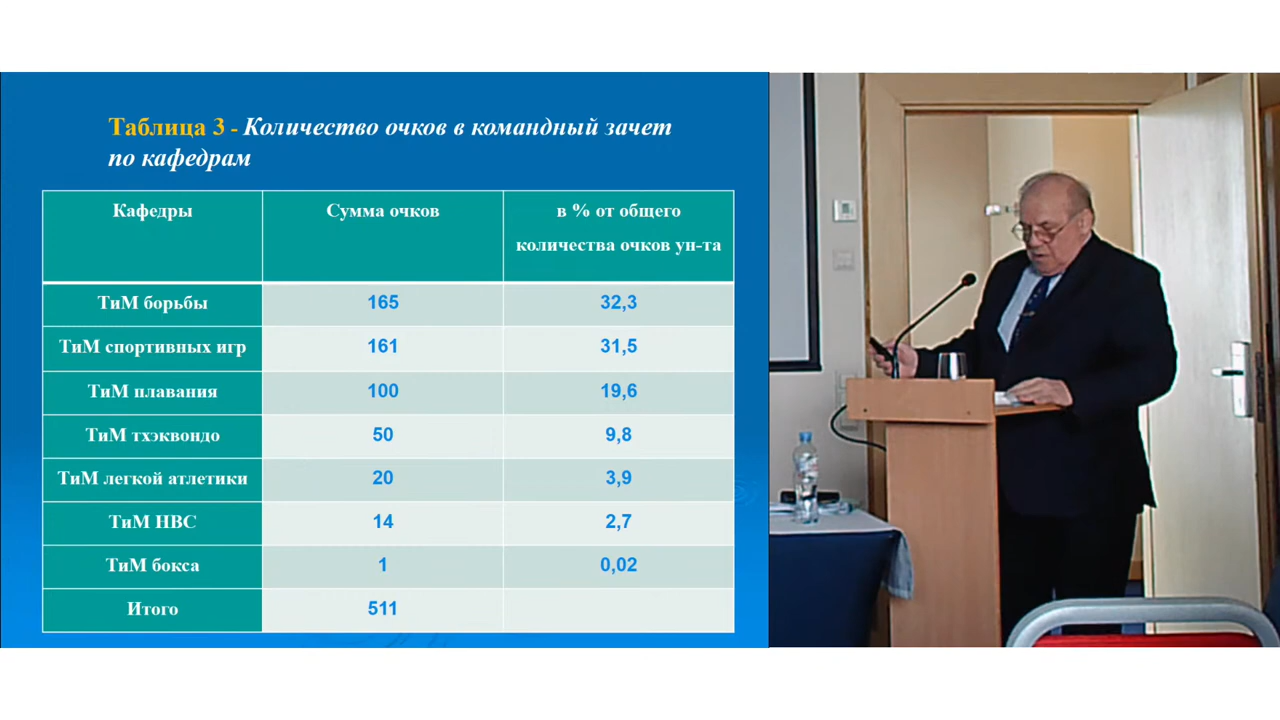 Таблица 3 - Количество очков в командный зачет
по кафедрам
Кафедры
Сумма очков
в % от общего
количества очков ун-та
ТиМ борьбы
165
32,3
ТиМ спортивных игр
161
31,5
ТиМ плавания
100
19,6
ТиМ тхэквондо
50
9,8
ТиМ легкой атлетики
20
3,9
ТиМ НВС
14
2,7
ТиМ бокса
1
0,02
Итого
511